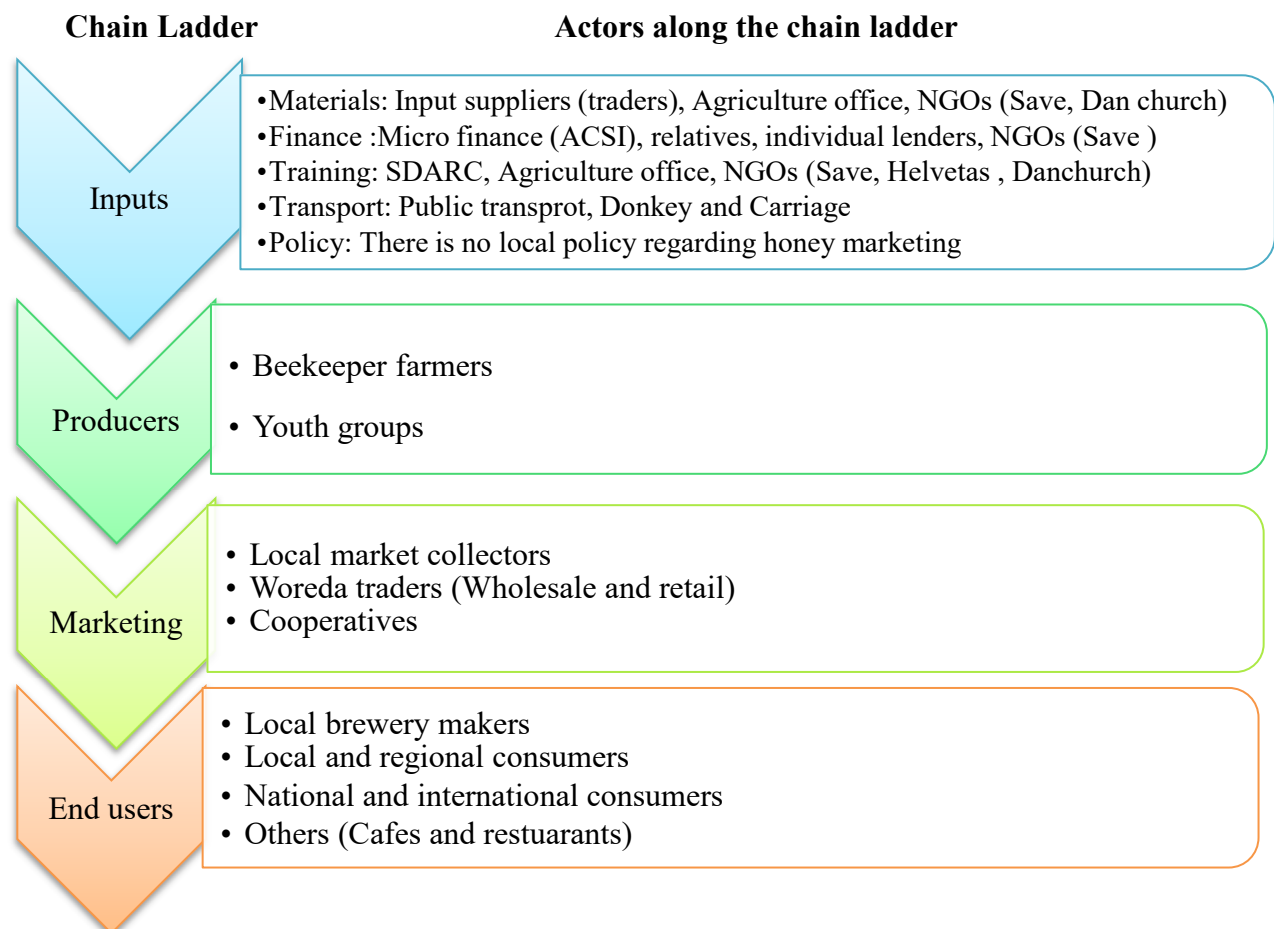 Chain Ladder
Actors along the chain ladder
Inputs
•Materials: Input suppliers (traders), Agriculture office, NGOs (Save, Dan church)
•Finance :Micro finance (ACSI), relatives, individual lenders, NGOs (Save )
•Training: SDARC, Agriculture office, NGOs (Save, Helvetas , Danchurch)
•Transport: Public transprot, Donkey and Carriage
•Policy: There is no local policy regarding honey marketing
Producers
• Beekeeper farmers
• Youth groups
Marketing
• Local market collectors
• Woreda traders (Wholesale and retail)
• Cooperatives
End users
• Local brewery makers
• Local and regional consumers
• National and international consumers
• Others (Cafes and restuarants)